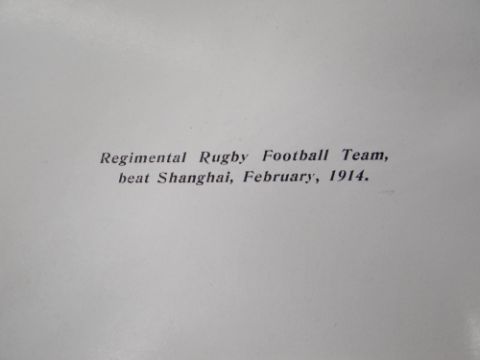 Regimental Rugby Football Team,
beat Shanghai, February, 1914.